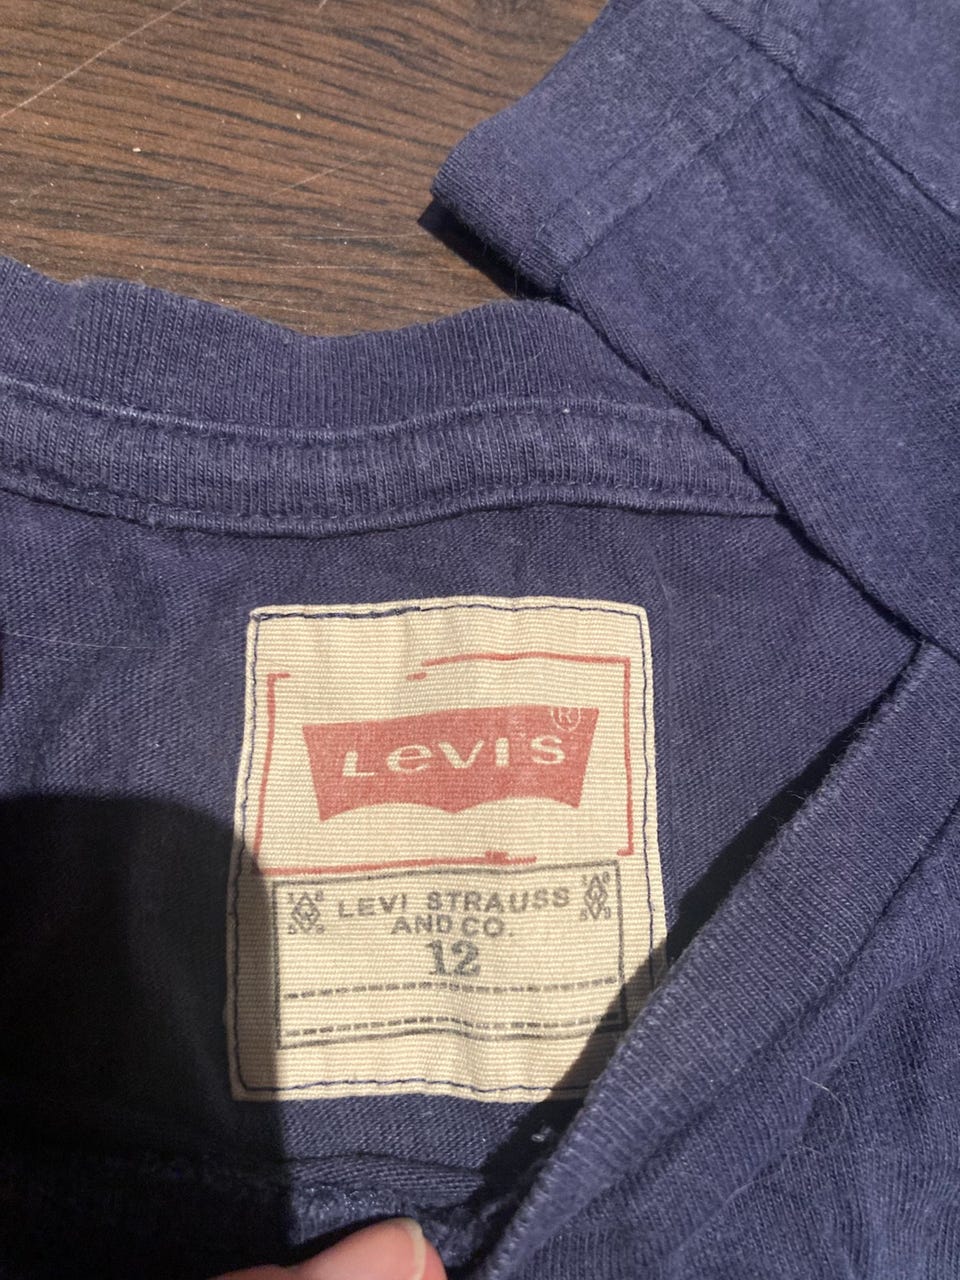 Levi's ®
LEVI STRAUSS
AND CO.
12